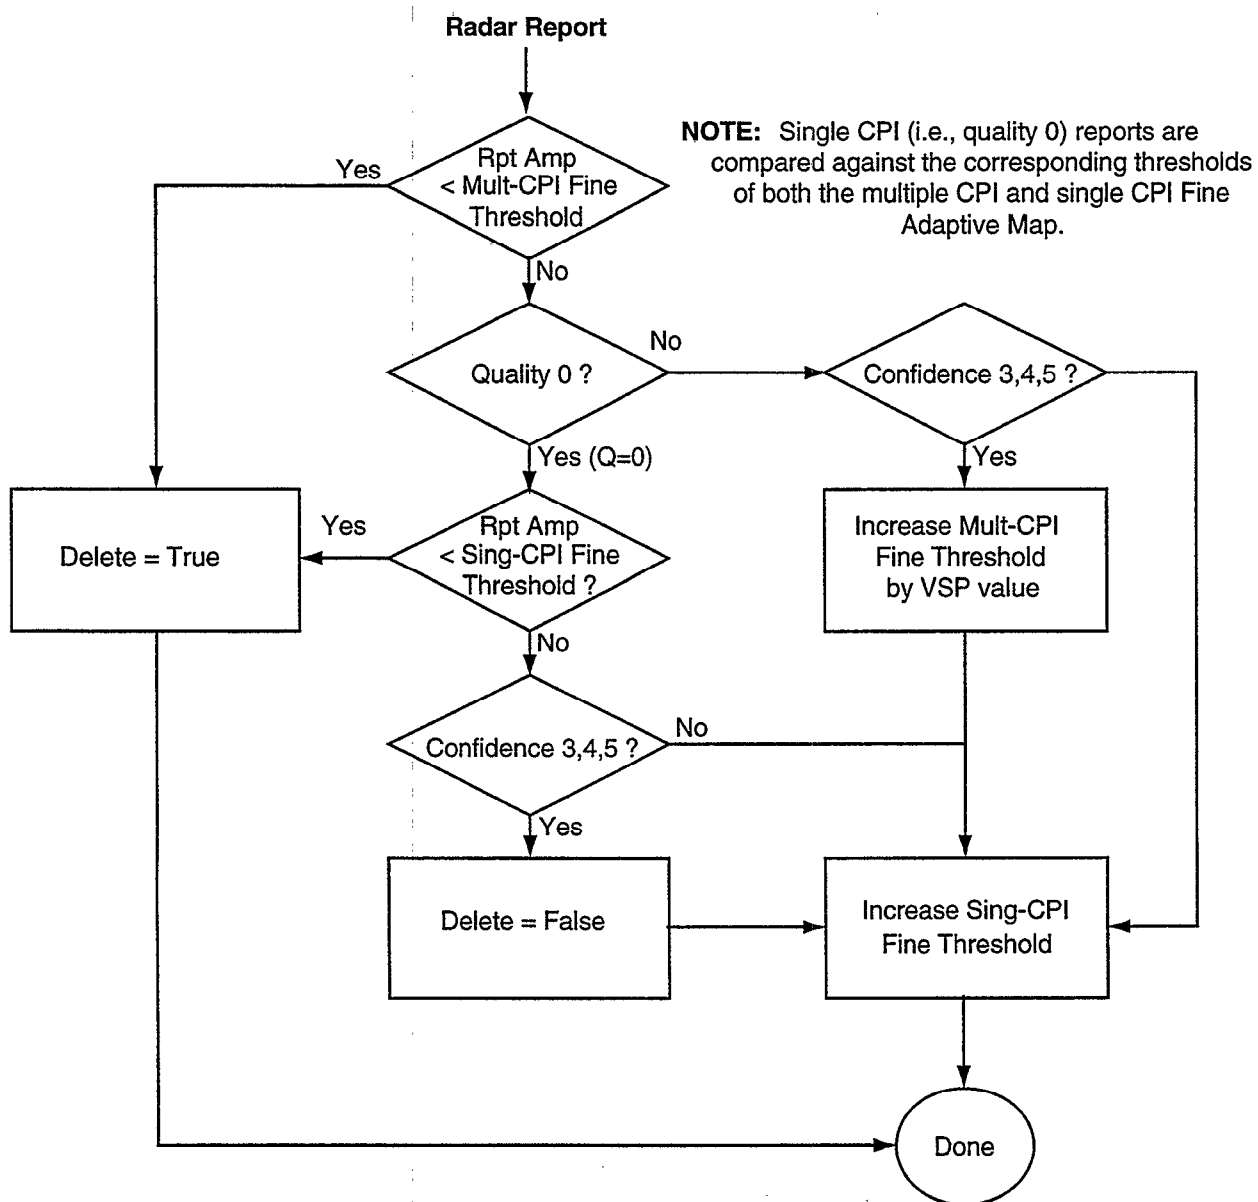 Radar Report
NOTE: Single CPI (i.e., quality 0) reports are
compared against the corresponding thresholds
of both the multiple CPI and single CPI Fine
Adaptive Map.
Yes
Rpt Amp
< Mult-CPI Fine
Threshold
No
Quality 0 ?
No
Confidence 3,4,5 ?
Yes (Q=0)
Yes
Delete = True
Yes
Rpt Amp
< Sing-CPI Fine
Threshold ?
Increase Mult-CPI
Fine Threshold
by VSP value
No
Confidence 3,4,5 ?
No
Yes
Delete = False
Increase Sing-CPI
Fine Threshold
Done